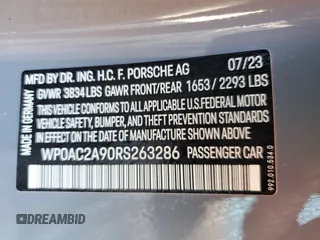 MFD BY DR. ING. H.C. F. PORSCHE AG 07/23
GVWR 3834 LBS GAWR FRONT/REAR 1653 / 2293 LBS
THIS VEHICLE CONFORMS TO ALL APPLICABLE U.S. FEDERAL MOTOR
VEHICLE SAFETY, BUMPER, AND THEFT PREVENTION STANDARDS
IN EFFECT ON THE DATE OF MANUFACTURE SHOWN ABOVE.
MADE IN GERMANY
WP0AC2A90RS263286 PASSENGER CAR
992.010.534.0
© DREAMBID